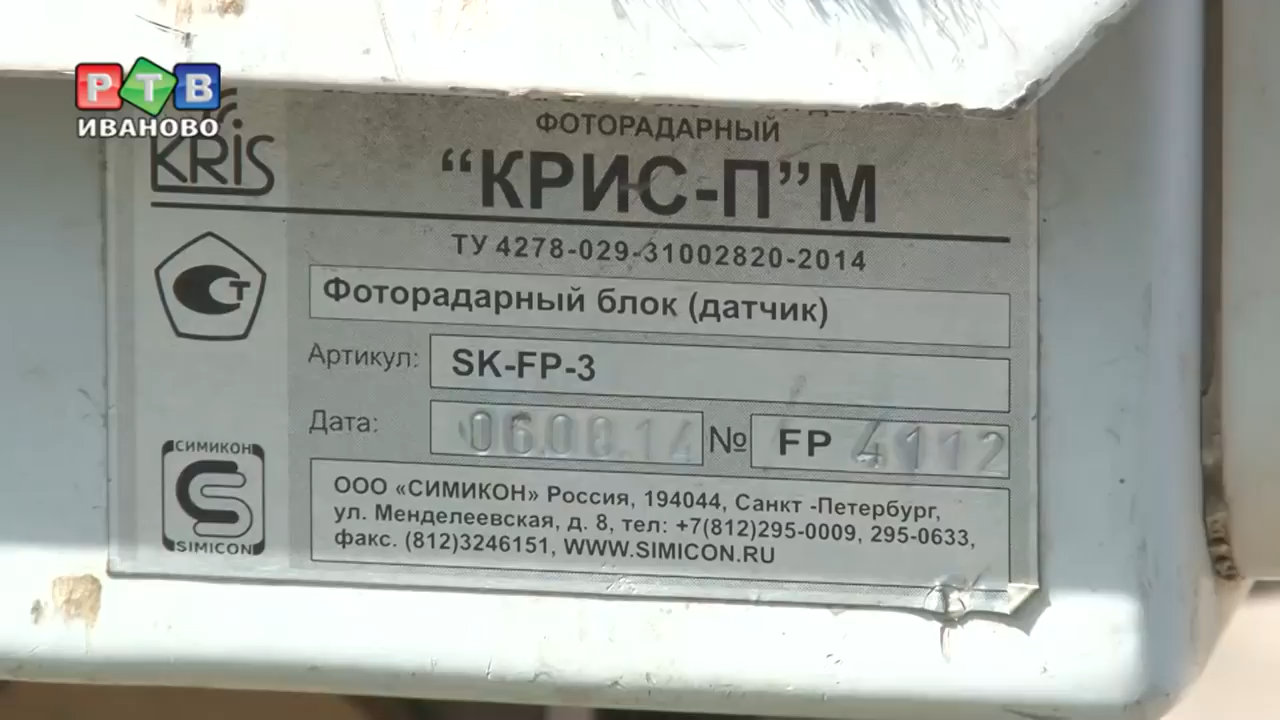 РТВ
ИВАНОВО
KRiS
ФОТОРАДАРНЫЙ
“КРИС-П”М
ТУ 4278-029-31002820-2014
СТ
Фоторадарный блок (датчик)
Артикул: SK-FP-3
Дата: 06.08.14 № FP 4112
СИМИКОН
SIMICON
ООО «СИМИКОН» Россия, 194044, Санкт -Петербург,
ул. Менделеевская, д. 8, тел: +7(812)295-0009, 295-0633,
факс. (812)3246151, WWW.SIMICON.RU